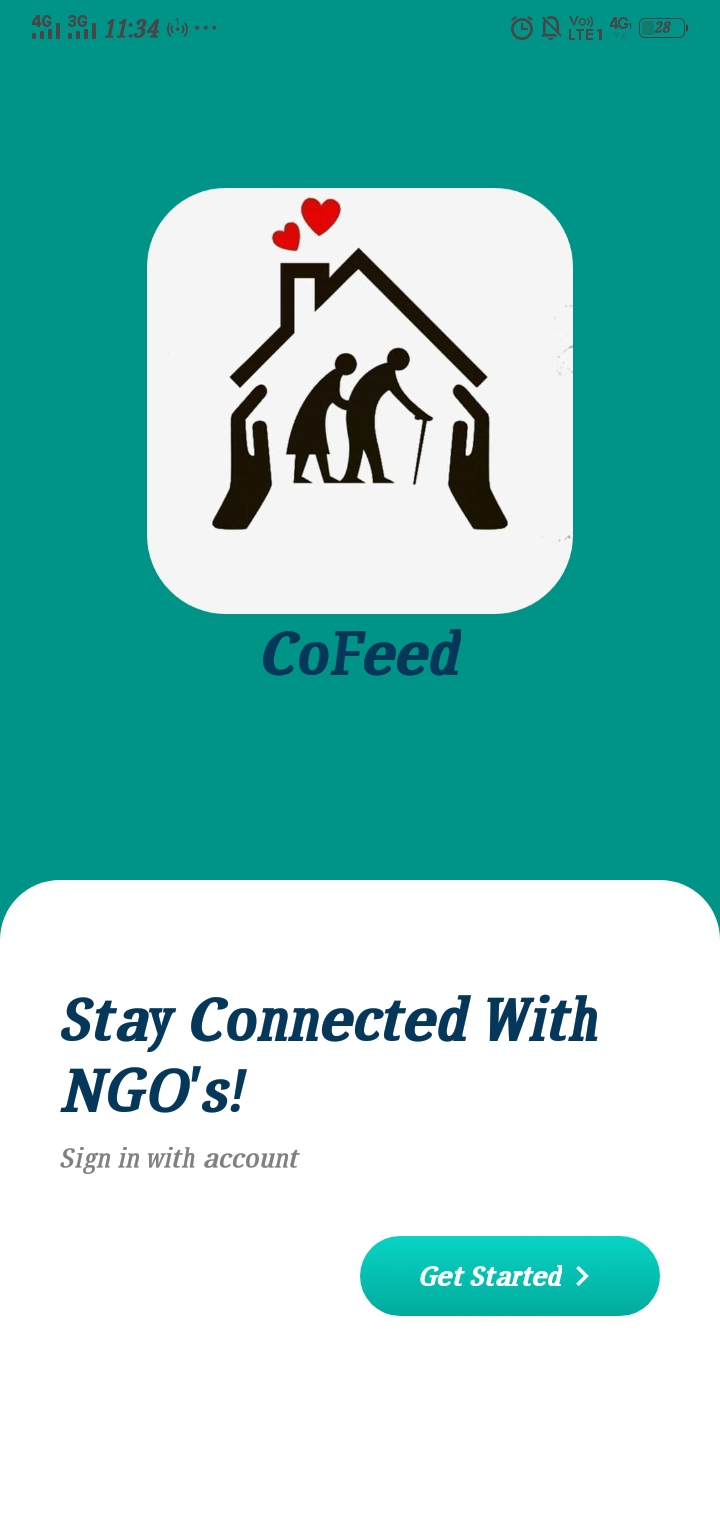 4G 3G 11:34
Vo)) LTE1 4G 28
CoFeed
Stay Connected With
NGO's!
Sign in with account
Get Started